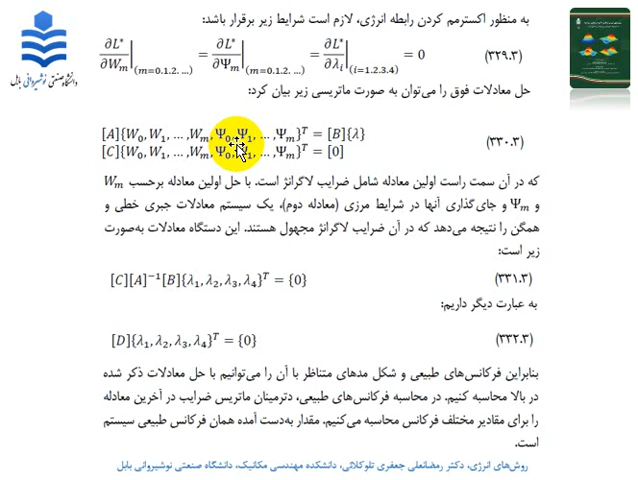 به منظور اکسترمم کردن رابطه انرژی، لازم است شرایط زیر برقرار باشد:
∂L*/∂W_m|_(m=0.1.2....) = ∂L*/∂Ψ_m|_(m=0.1.2....) = ∂L*/∂λ_i|_(i=1.2.3.4) = 0 (۳۲۹.۳)
حل معادلات فوق را می‌توان به صورت ماتریسی زیر بیان کرد:
[A]{W_0, W_1, ..., W_m, Ψ_0, Ψ_1, ..., Ψ_m}^T = [B]{λ}
[C]{W_0, W_1, ..., W_m, Ψ_0, Ψ_1, ..., Ψ_m}^T = [0] (۳۳۰.۳)
که در آن سمت راست اولین معادله شامل ضرایب لاگرانژ است. با حل اولین معادله برحسب W_m
و Ψ_m و جای‌گذاری آنها در شرایط مرزی (معادله دوم)، یک سیستم معادلات جبری خطی و
همگن را نتیجه می‌دهد که در آن ضرایب لاگرانژ مجهول هستند. این دستگاه معادلات به‌صورت
زیر است:
[C][A]^−1[B]{λ_1, λ_2, λ_3, λ_4}^T = {0} (۳۳۱.۳)
به عبارت دیگر داریم:
[D]{λ_1, λ_2, λ_3, λ_4}^T = {0} (۳۳۲.۳)
بنابراین فرکانس‌های طبیعی و شکل مدهای متناظر با آن را می‌توانیم با حل معادلات ذکر شده
در بالا محاسبه کنیم. در محاسبه فرکانس‌های طبیعی، دترمینان ماتریس ضرایب در آخرین معادله
را برای مقادیر مختلف فرکانس محاسبه می‌کنیم. مقدار به‌دست آمده همان فرکانس طبیعی سیستم
است.
روش‌های انرژی، دکتر رمضانعلی جعفری تلوکلائی، دانشکده مهندسی مکانیک، دانشگاه صنعتی نوشیروانی بابل
دانشگاه صنعتی نوشیروانی بابل